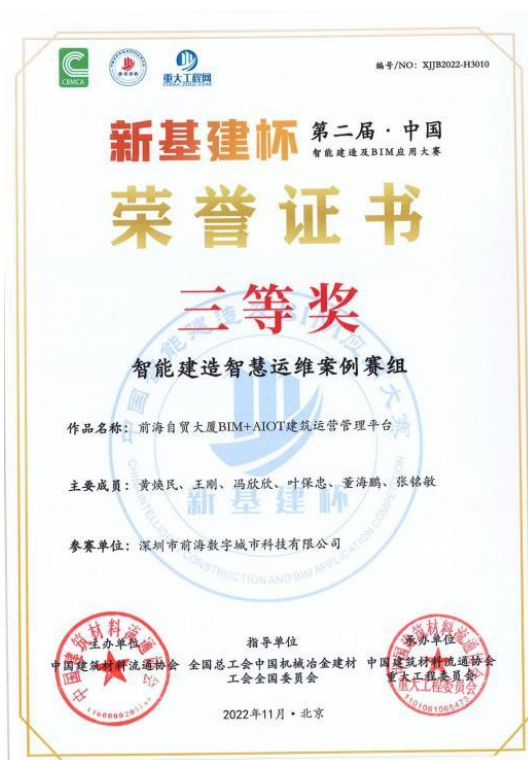 CBMCA
重大工程网
编号/NO: XJJB2022-H3010
新基建杯 第二届·中国
智能建造及BIM应用大赛
荣誉证书
三等奖
智能建造智慧运维案例赛组
作品名称：前海自贸大厦BIM+AIOT建筑运营管理平台
主要成员：黄焕民、王刚、冯欣欣、叶保忠、董海鹏、张铭敏
新基建杯
参赛单位：深圳市前海数字城市科技有限公司
主办单位 指导单位 承办单位
中国建筑材料流通协会 全国总工会中国机械冶金建材 中国建筑材料流通协会
工会全国委员会 重大工程委员会
2022年11月·北京